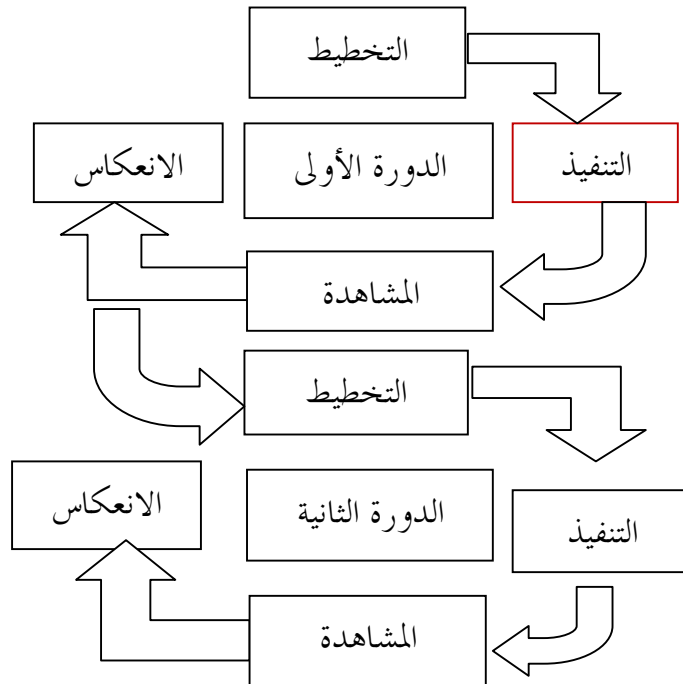 التخطيط
التنفيذ
الدورة الأولى
الانعكاس
المشاهدة
التخطيط
التنفيذ
الدورة الثانية
الانعكاس
المشاهدة